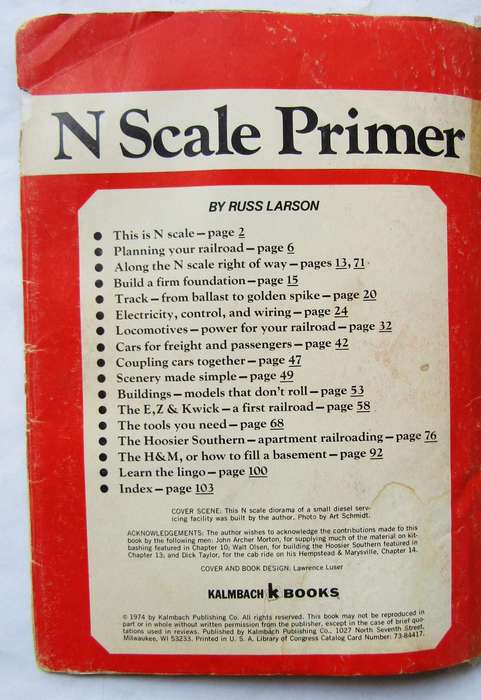 N Scale Primer
BY RUSS LARSON
● This is N scale — page 2
● Planning your railroad — page 6
● Along the N scale right of way — pages 13, 71
● Build a firm foundation — page 15
● Track — from ballast to golden spike — page 20
● Electricity, control, and wiring — page 24
● Locomotives — power for your railroad — page 32
● Cars for freight and passengers — page 42
● Coupling cars together — page 47
● Scenery made simple — page 49
● Buildings — models that don't roll — page 53
● The E, Z & Kwick — a first railroad — page 58
● The tools you need — page 68
● The Hoosier Southern — apartment railroading — page 76
● The H&M, or how to fill a basement — page 92
● Learn the lingo — page 100
● Index — page 103
COVER SCENE: This N scale diorama of a small diesel serv-
icing facility was built by the author. Photo by Art Schmidt.
ACKNOWLEDGEMENTS: The author wishes to acknowledge the contributions made to this
book by the following men: John Archer Morton, for supplying much of the material on kit-
bashing featured in Chapter 10; Walt Olsen, for building the Hoosier Southern featured in
Chapter 13; and Dick Taylor, for the cab ride on his Hempstead & Marysville, Chapter 14.
COVER AND BOOK DESIGN: Lawrence Luser
KALMBACH k BOOKS
© 1974 by Kalmbach Publishing Co. All rights reserved. This book may not be reproduced in
part or in whole without written permission from the publisher, except in the case of brief quo-
tations used in reviews. Published by Kalmbach Publishing Co., 1027 North Seventh Street,
Milwaukee, WI 53233. Printed in U. S. A. Library of Congress Catalog Card Number: 73-84417.